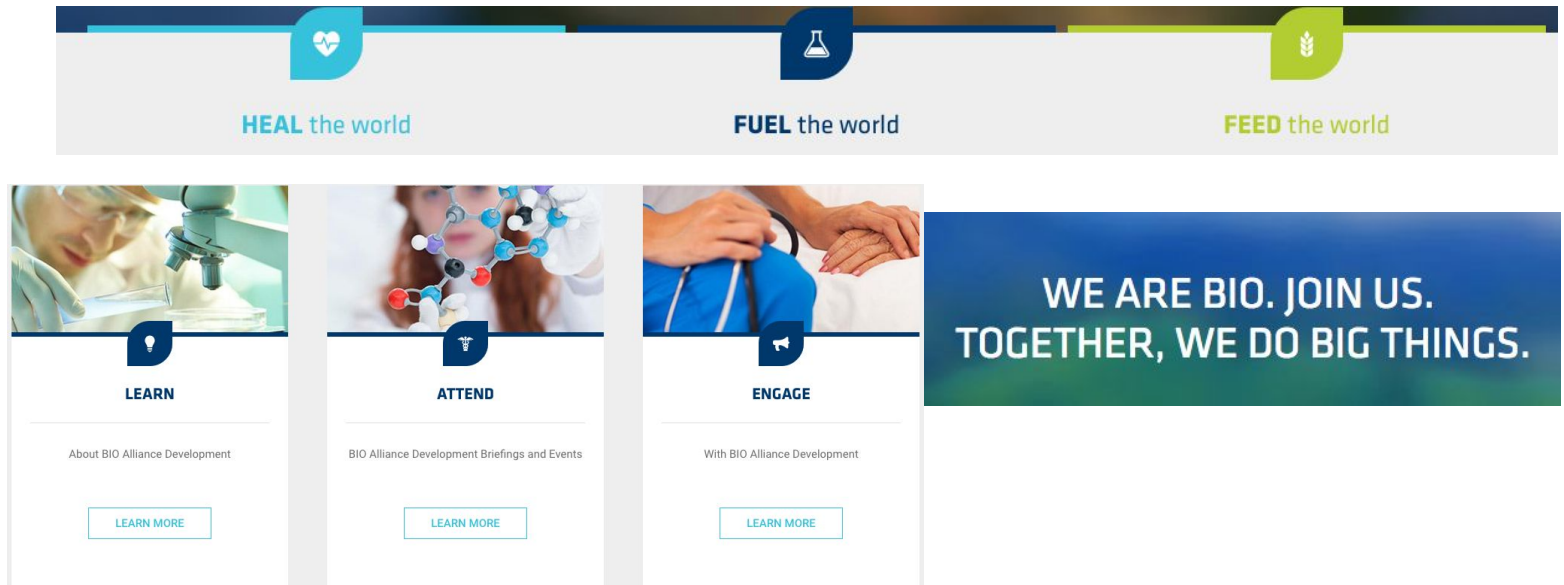 HEAL the world
FUEL the world
FEED the world
LEARN
About BIO Alliance Development
LEARN MORE
ATTEND
BIO Alliance Development Briefings and Events
LEARN MORE
ENGAGE
With BIO Alliance Development
LEARN MORE
WE ARE BIO. JOIN US.
TOGETHER, WE DO BIG THINGS.